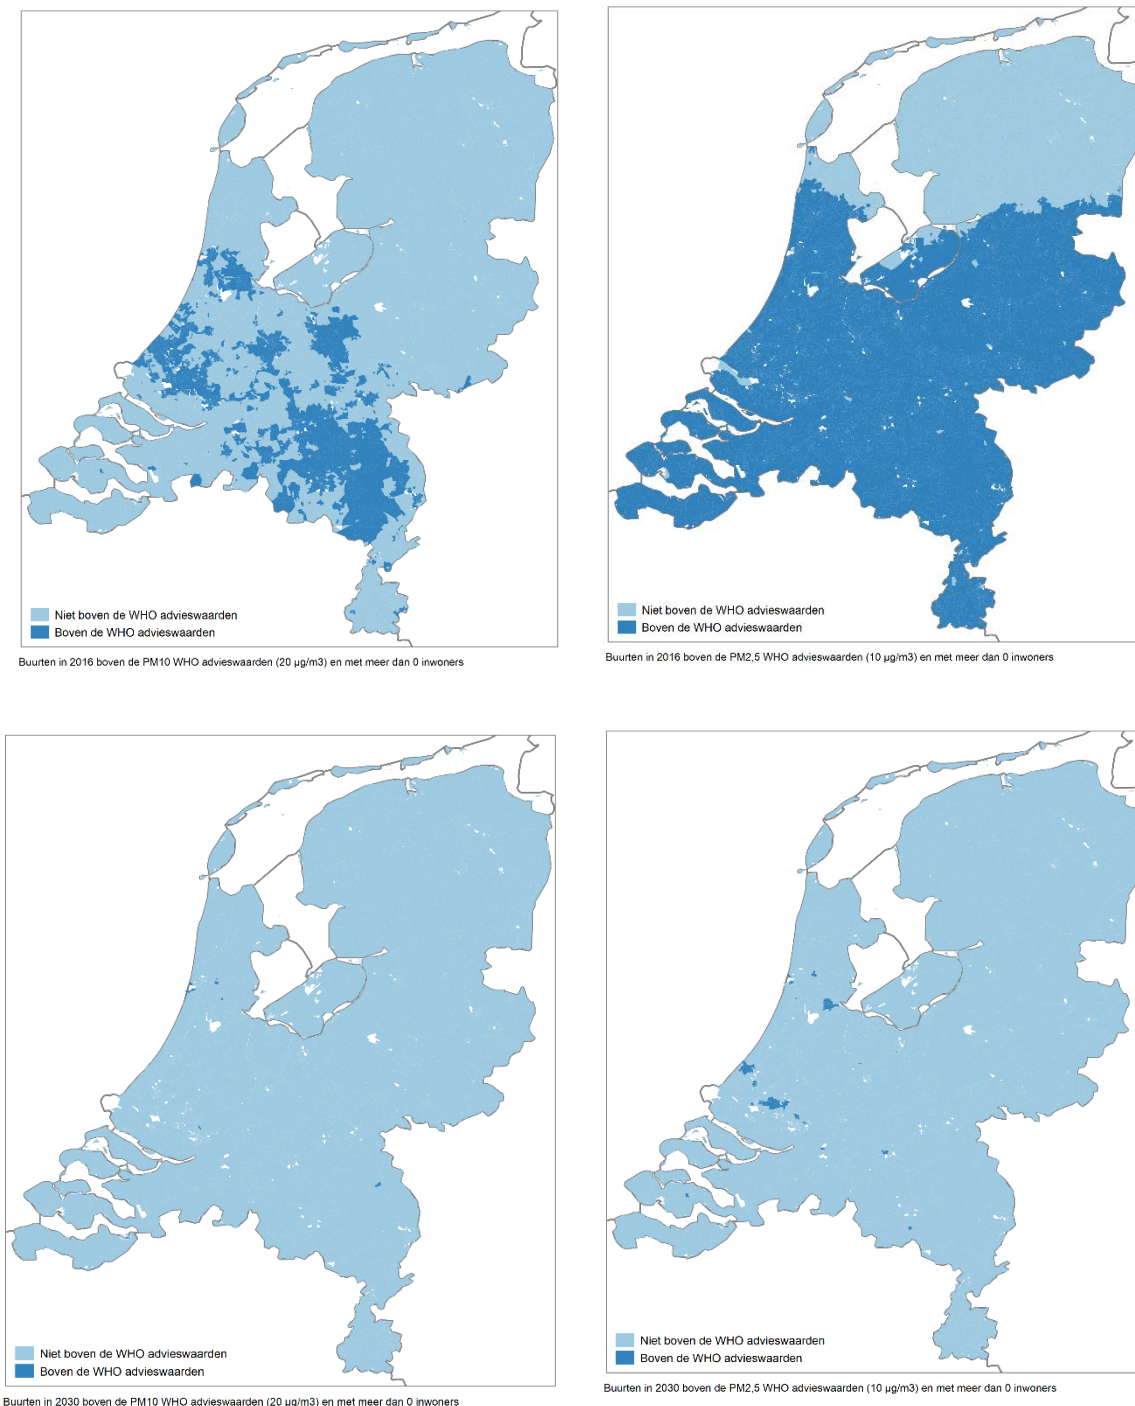 Niet boven de WHO advieswaarden
Boven de WHO advieswaarden
Buurten in 2016 boven de PM10 WHO advieswaarden (20 µg/m3) en met meer dan 0 inwoners
Niet boven de WHO advieswaarden
Boven de WHO advieswaarden
Buurten in 2016 boven de PM2,5 WHO advieswaarden (10 µg/m3) en met meer dan 0 inwoners
Niet boven de WHO advieswaarden
Boven de WHO advieswaarden
Buurten in 2030 boven de PM10 WHO advieswaarden (20 µg/m3) en met meer dan 0 inwoners
Niet boven de WHO advieswaarden
Boven de WHO advieswaarden
Buurten in 2030 boven de PM2,5 WHO advieswaarden (10 µg/m3) en met meer dan 0 inwoners